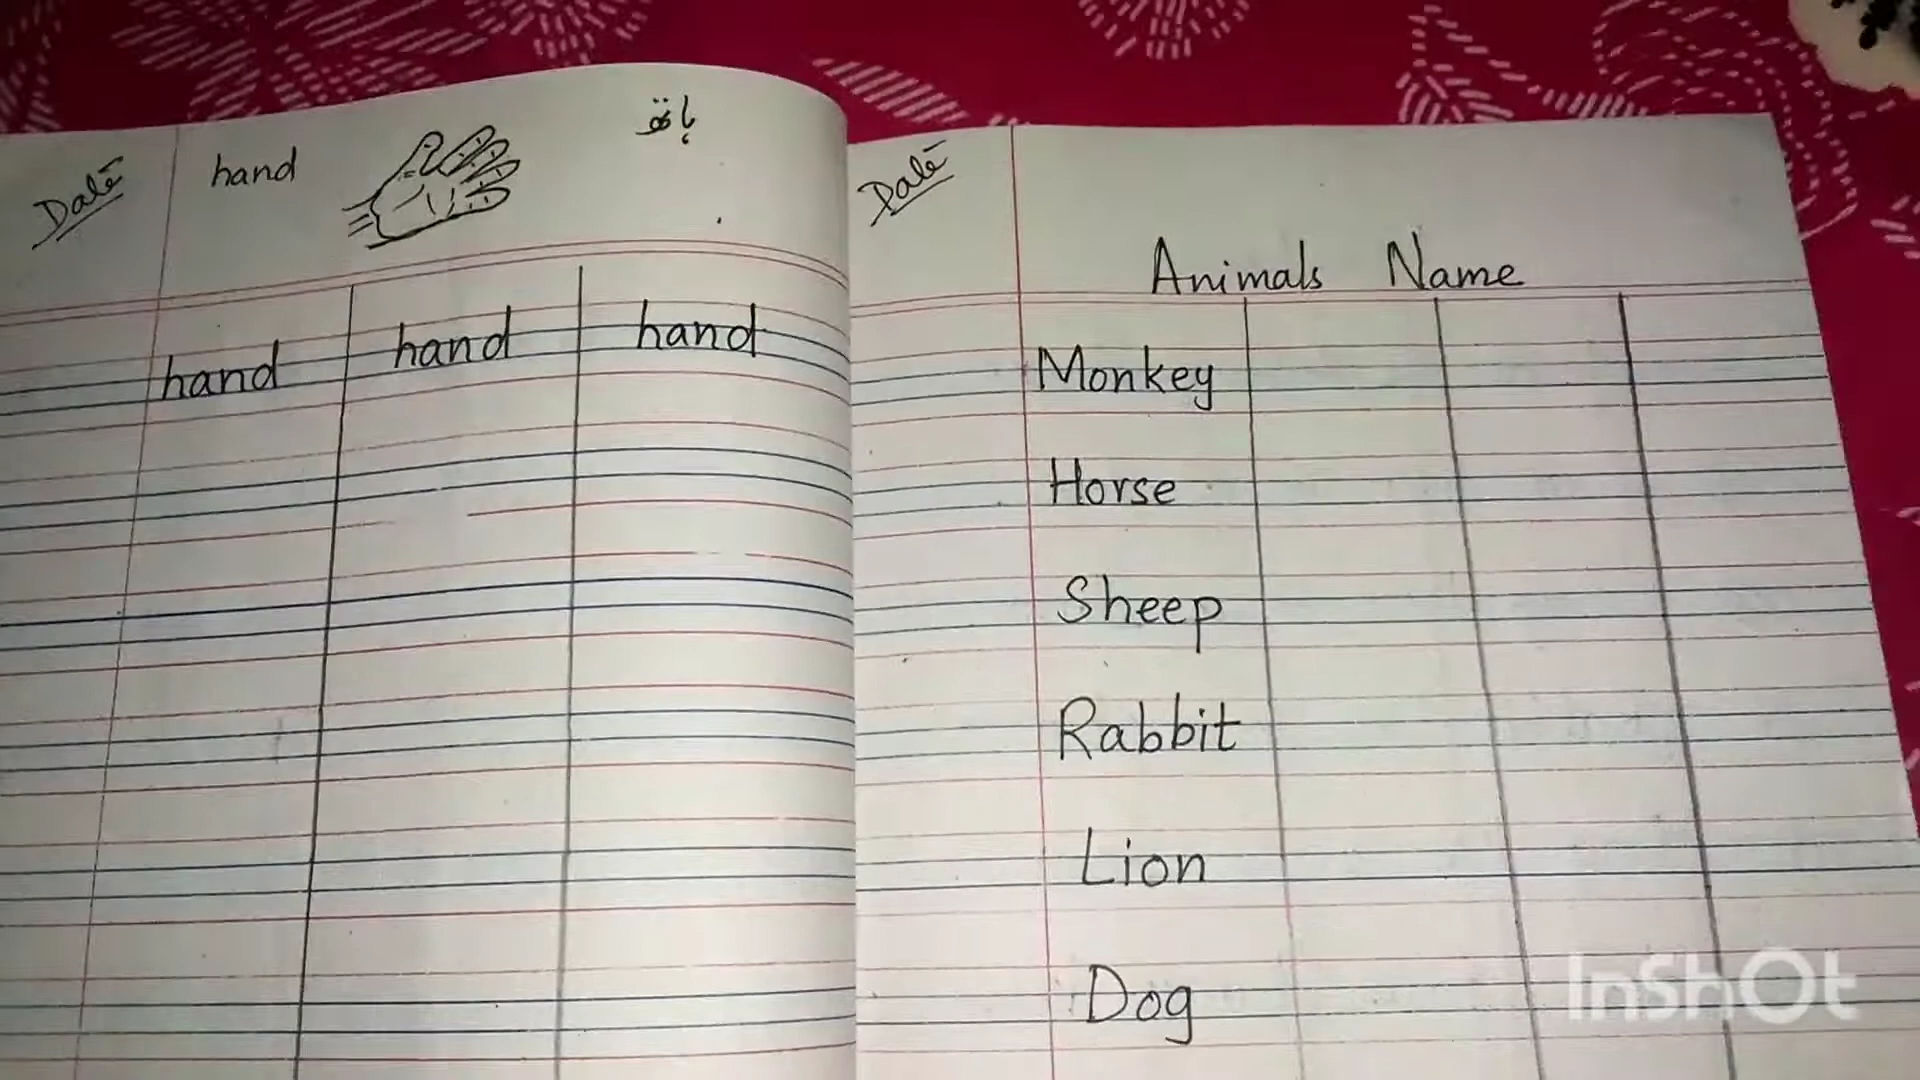 Date
hand
ہاتھ
hand hand hand
Date
Animals Name
Monkey
Horse
Sheep
Rabbit
Lion
Dog
InShOt